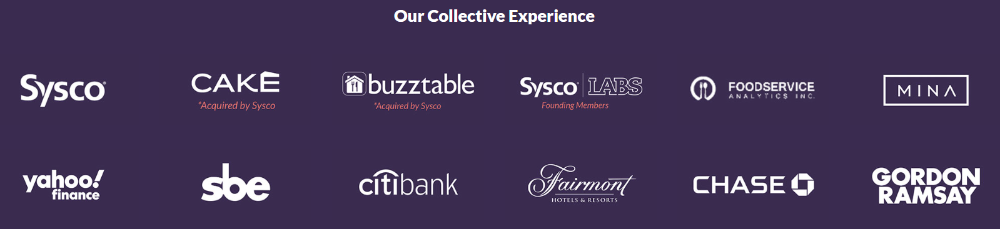 Our Collective Experience
Sysco®
CAKE
*Acquired by Sysco
buzztable
*Acquired by Sysco
Sysco® | LABS
Founding Members
FOODSERVICE
ANALYTICS INC.
MINA
yahoo!
finance
sbe
citibank
Fairmont
HOTELS & RESORTS
CHASE
GORDON
RAMSAY